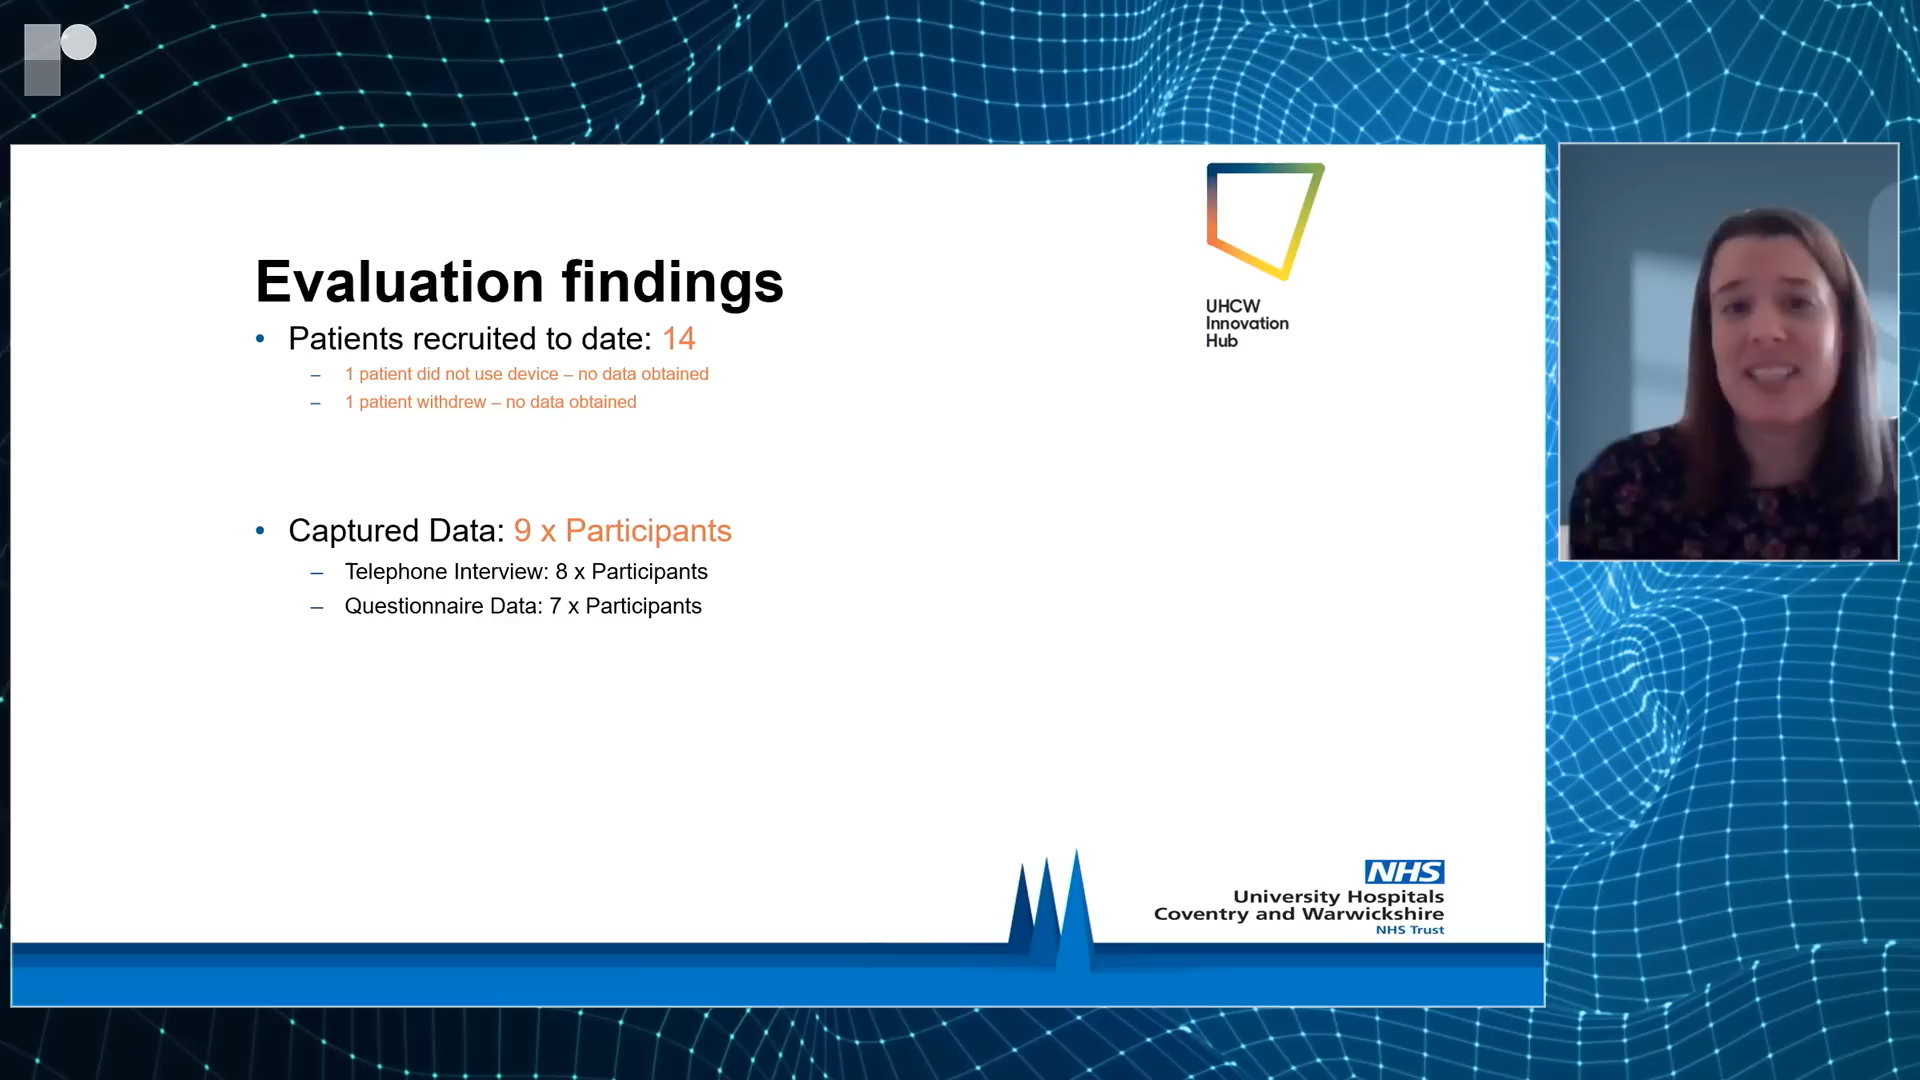 Evaluation findings
• Patients recruited to date: 14
– 1 patient did not use device – no data obtained
– 1 patient withdrew – no data obtained
• Captured Data: 9 x Participants
– Telephone Interview: 8 x Participants
– Questionnaire Data: 7 x Participants
UHCW
Innovation
Hub
NHS
University Hospitals
Coventry and Warwickshire
NHS Trust